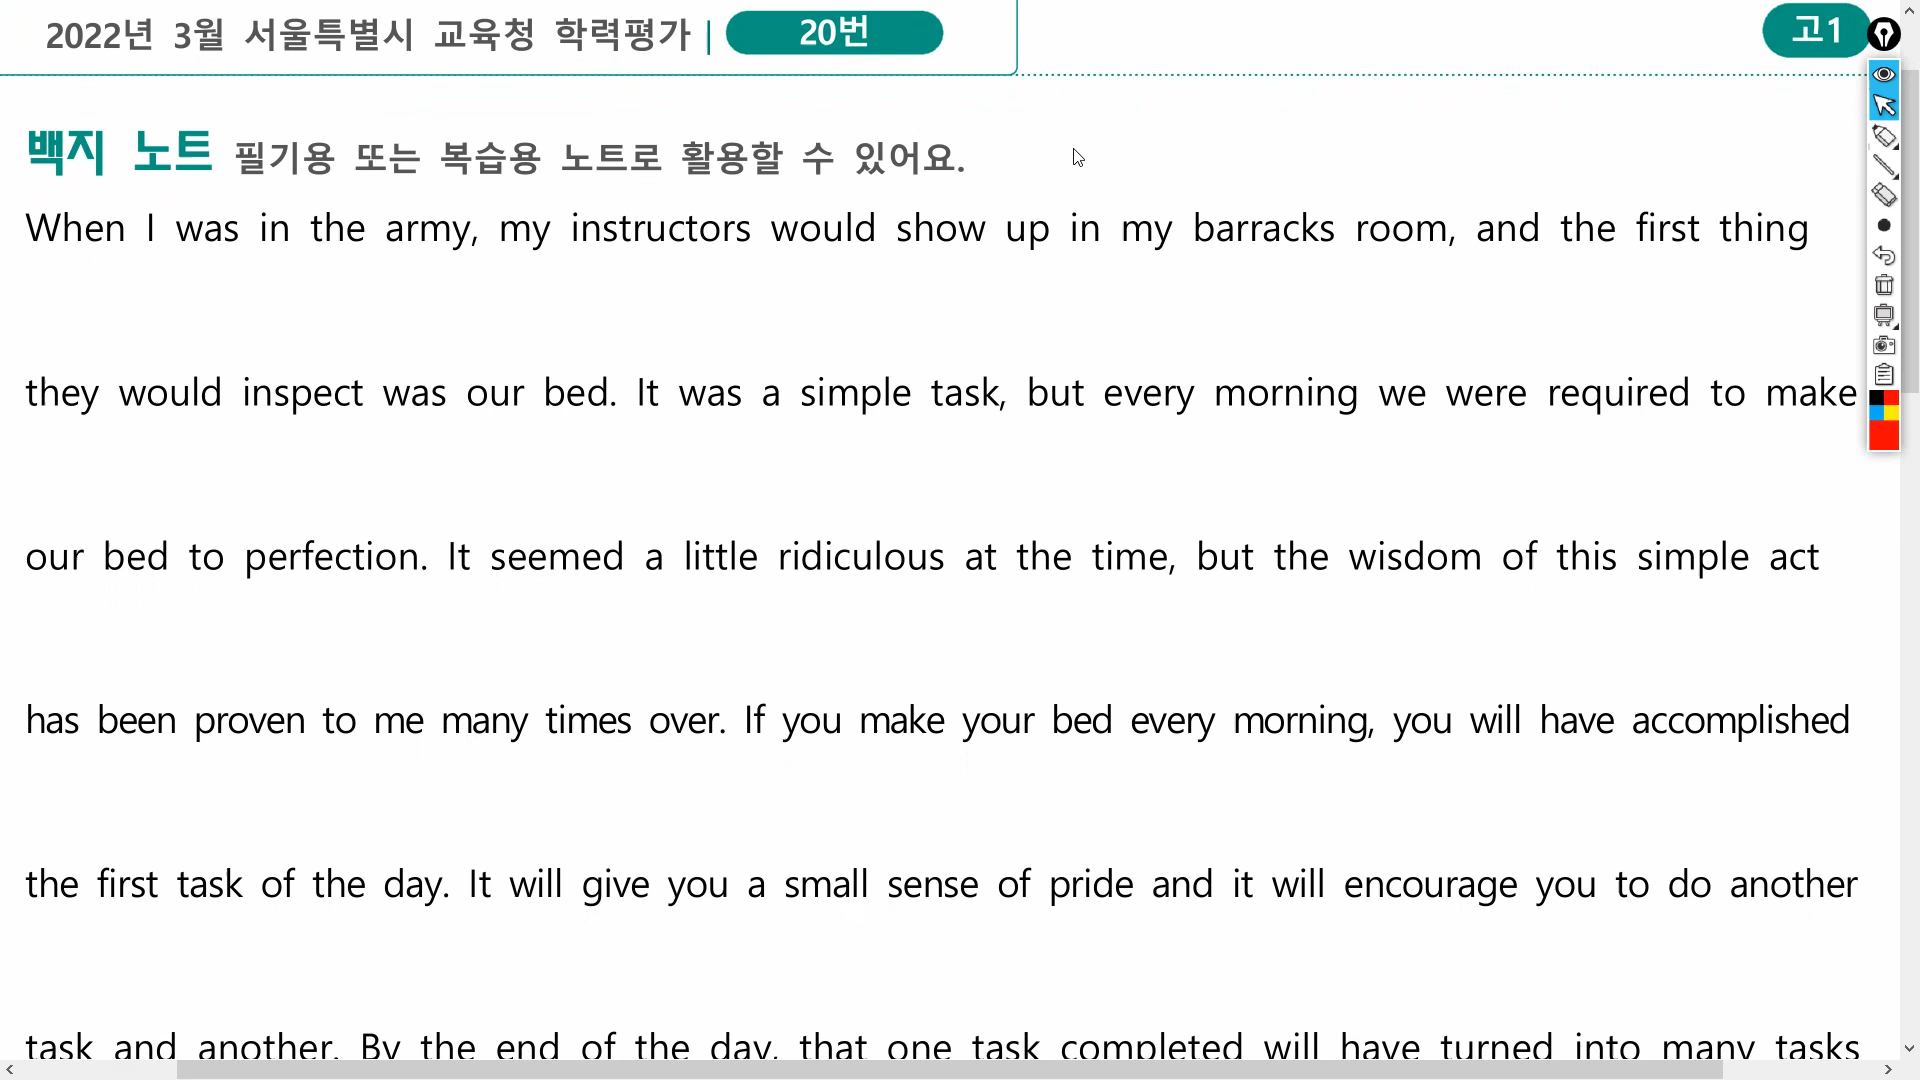 2022년 3월 서울특별시 교육청 학력평가 | 20번 고1
백지 노트 필기용 또는 복습용 노트로 활용할 수 있어요.
When I was in the army, my instructors would show up in my barracks room, and the first thing
they would inspect was our bed. It was a simple task, but every morning we were required to make
our bed to perfection. It seemed a little ridiculous at the time, but the wisdom of this simple act
has been proven to me many times over. If you make your bed every morning, you will have accomplished
the first task of the day. It will give you a small sense of pride and it will encourage you to do another
task and another. By the end of the day, that one task completed will have turned into many tasks